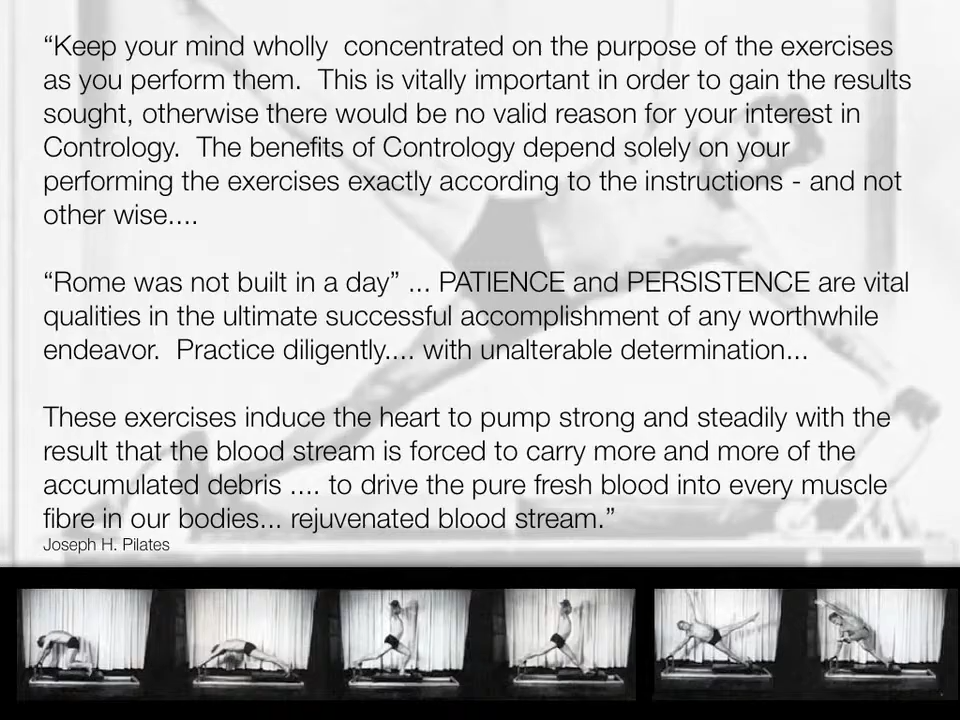 “Keep your mind wholly  concentrated on the purpose of the exercises
as you perform them.  This is vitally important in order to gain the results
sought, otherwise there would be no valid reason for your interest in
Contrology.  The benefits of Contrology depend solely on your
performing the exercises exactly according to the instructions - and not
other wise....
“Rome was not built in a day” ... PATIENCE and PERSISTENCE are vital
qualities in the ultimate successful accomplishment of any worthwhile
endeavor.  Practice diligently.... with unalterable determination...
These exercises induce the heart to pump strong and steadily with the
result that the blood stream is forced to carry more and more of the
accumulated debris .... to drive the pure fresh blood into every muscle
fibre in our bodies... rejuvenated blood stream.”
Joseph H. Pilates